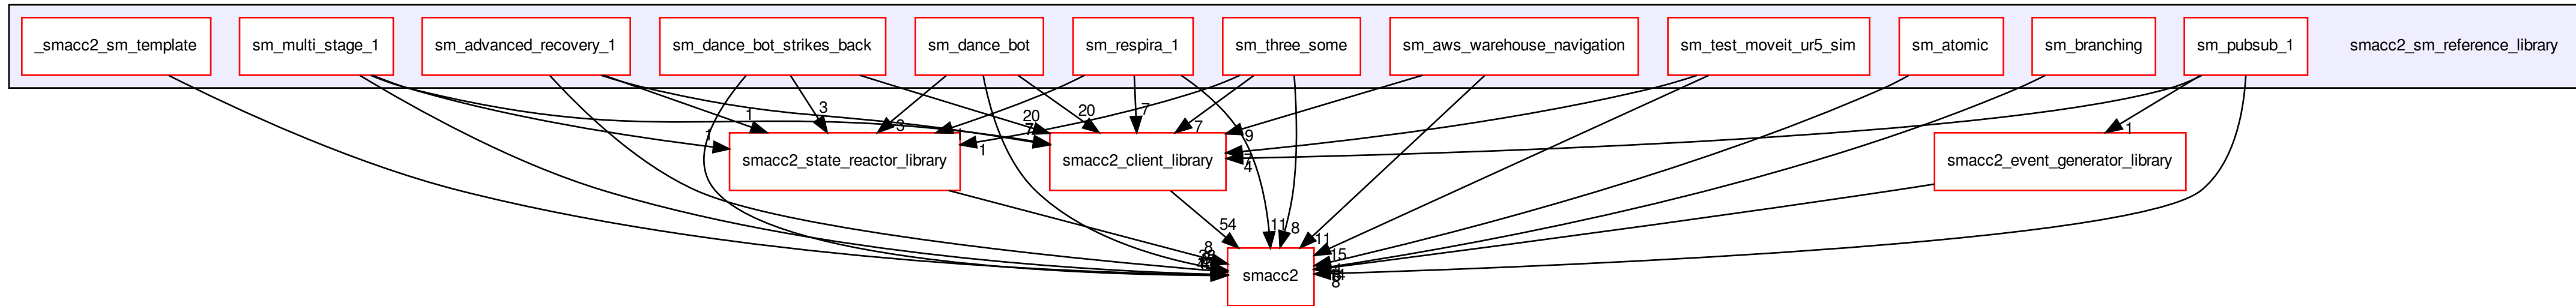 _smacc2_sm_template
sm_multi_stage_1
sm_advanced_recovery_1
sm_dance_bot_strikes_back
sm_dance_bot
sm_respira_1
sm_three_some
sm_aws_warehouse_navigation
sm_test_moveit_ur5_sim
sm_atomic
sm_branching
sm_pubsub_1
smacc2_sm_reference_library
1
1
3
3
20
20
7
7
9
1
1
4
smacc2_state_reactor_library
smacc2_client_library
smacc2_event_generator_library
54
11
8
11
15
8
8
smacc2